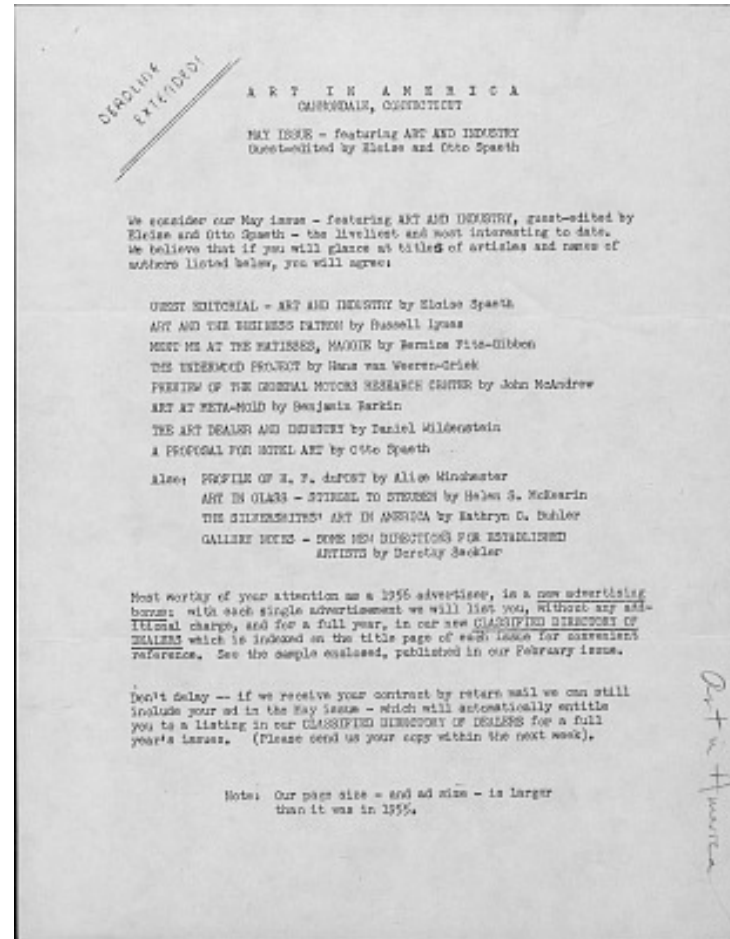 DEADLINE
EXTENDED!
A R T   I N   A M E R I C A
CANNONDALE, CONNECTICUT
MAY ISSUE - featuring ART AND INDUSTRY
Guest-edited by Eloise and Otto Spaeth
We consider our May issue - featuring ART AND INDUSTRY, guest-edited by
Eloise and Otto Spaeth - the liveliest and most interesting to date.
We believe that if you will glance at titles of articles and names of
authors listed below, you will agree:
GUEST EDITORIAL - ART AND INDUSTRY by Eloise Spaeth
ART AND THE BUSINESS PATRON by Russell Lynes
MEET ME AT THE MATISSES, MAGGIE by Bernice Fitz-Gibbon
THE UNDERWOOD PROJECT by Hans van Weeren-Griek
PREVIEW OF THE GENERAL MOTORS RESEARCH CENTER by John McAndrew
ART AT META-MOLD by Benjamin Barkin
THE ART DEALER AND INDUSTRY by Daniel Wildenstein
A PROPOSAL FOR HOTEL ART by Otto Spaeth
Also: PROFILE OF H. F. duPONT by Alice Winchester
ART IN GLASS - STIEGEL TO STEUBEN by Helen S. McKearin
THE SILVERSMITHS' ART IN AMERICA by Kathryn C. Buhler
GALLERY NOTES - SOME NEW DIRECTIONS FOR ESTABLISHED
ARTISTS by Dorothy Seckler
Most worthy of your attention as a 1956 advertiser, is a new advertising
bonus: with each single advertisement we will list you, without any add-
itional charge, and for a full year, in our new CLASSIFIED DIRECTORY OF
DEALERS which is indexed on the title page of each issue for convenient
reference. See the sample enclosed, published in our February issue.
Don't delay -- if we receive your contract by return mail we can still
include your ad in the May issue - which will automatically entitle
you to a listing in our CLASSIFIED DIRECTORY OF DEALERS for a full
year's issues. (Please send us your copy within the next week).
Note: Our page size - and ad size - is larger
than it was in 1955.
Art in America